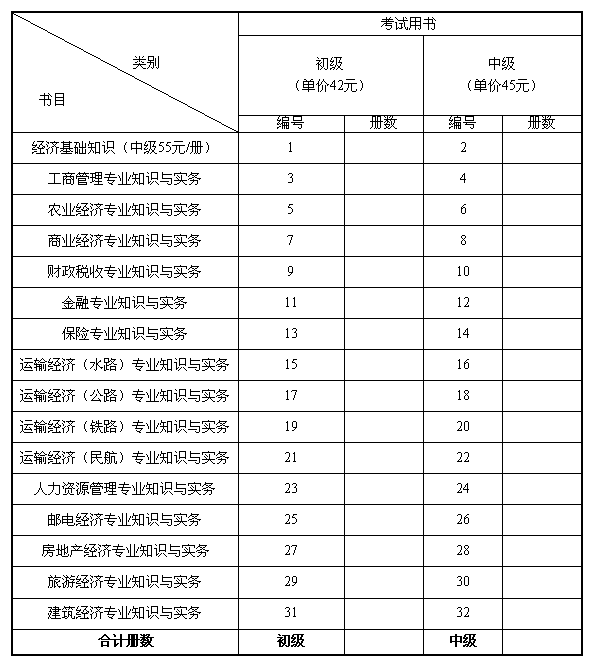 考试用书
类别
书目
初级
（单价42元）
中级
（单价45元）
编号 册数 编号 册数
经济基础知识（中级55元/册） 1 2
工商管理专业知识与实务 3 4
农业经济专业知识与实务 5 6
商业经济专业知识与实务 7 8
财政税收专业知识与实务 9 10
金融专业知识与实务 11 12
保险专业知识与实务 13 14
运输经济（水路）专业知识与实务 15 16
运输经济（公路）专业知识与实务 17 18
运输经济（铁路）专业知识与实务 19 20
运输经济（民航）专业知识与实务 21 22
人力资源管理专业知识与实务 23 24
邮电经济专业知识与实务 25 26
房地产经济专业知识与实务 27 28
旅游经济专业知识与实务 29 30
建筑经济专业知识与实务 31 32
合计册数 初级 中级